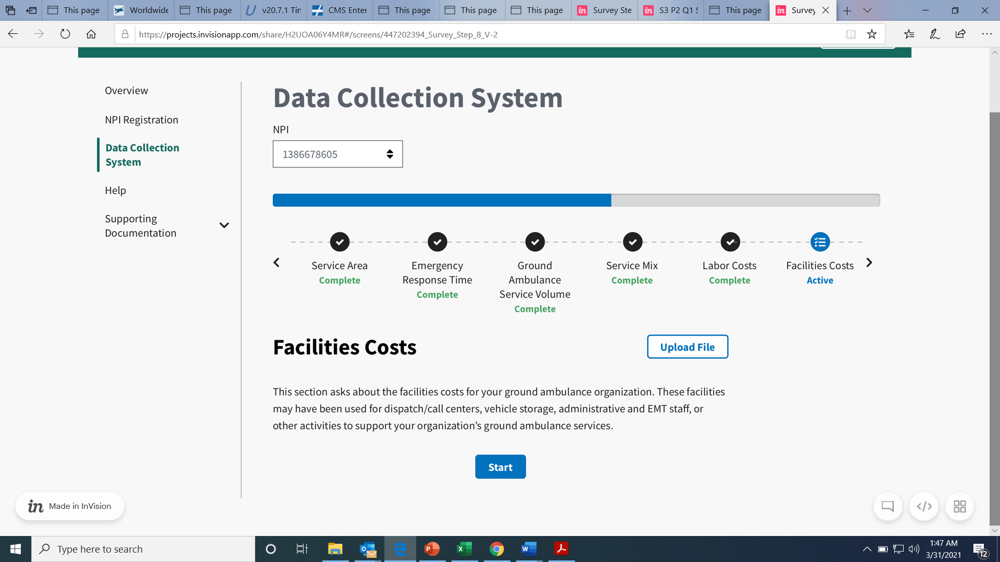 This page
Worldwide
This page
v20.7.1 Tin
CMS Enter
This page
This page
This page
Survey Ste
S3 P2 Q1 S
This page
Survey
https://projects.invisionapp.com/share/H2UOA06Y4MR#/screens/447202394_Survey_Step_8_V-2
Overview
NPI Registration
Data Collection
System
Help
Supporting
Documentation
Data Collection System
NPI
1386678605
Service Area
Complete
Emergency
Response Time
Complete
Ground
Ambulance
Service Volume
Complete
Service Mix
Complete
Labor Costs
Complete
Facilities Costs
Active
Facilities Costs
Upload File
This section asks about the facilities costs for your ground ambulance organization. These facilities
may have been used for dispatch/call centers, vehicle storage, administrative and EMT staff, or
other activities to support your organization’s ground ambulance services.
Start
in Made in InVision
Type here to search
1:47 AM
3/31/2021
12